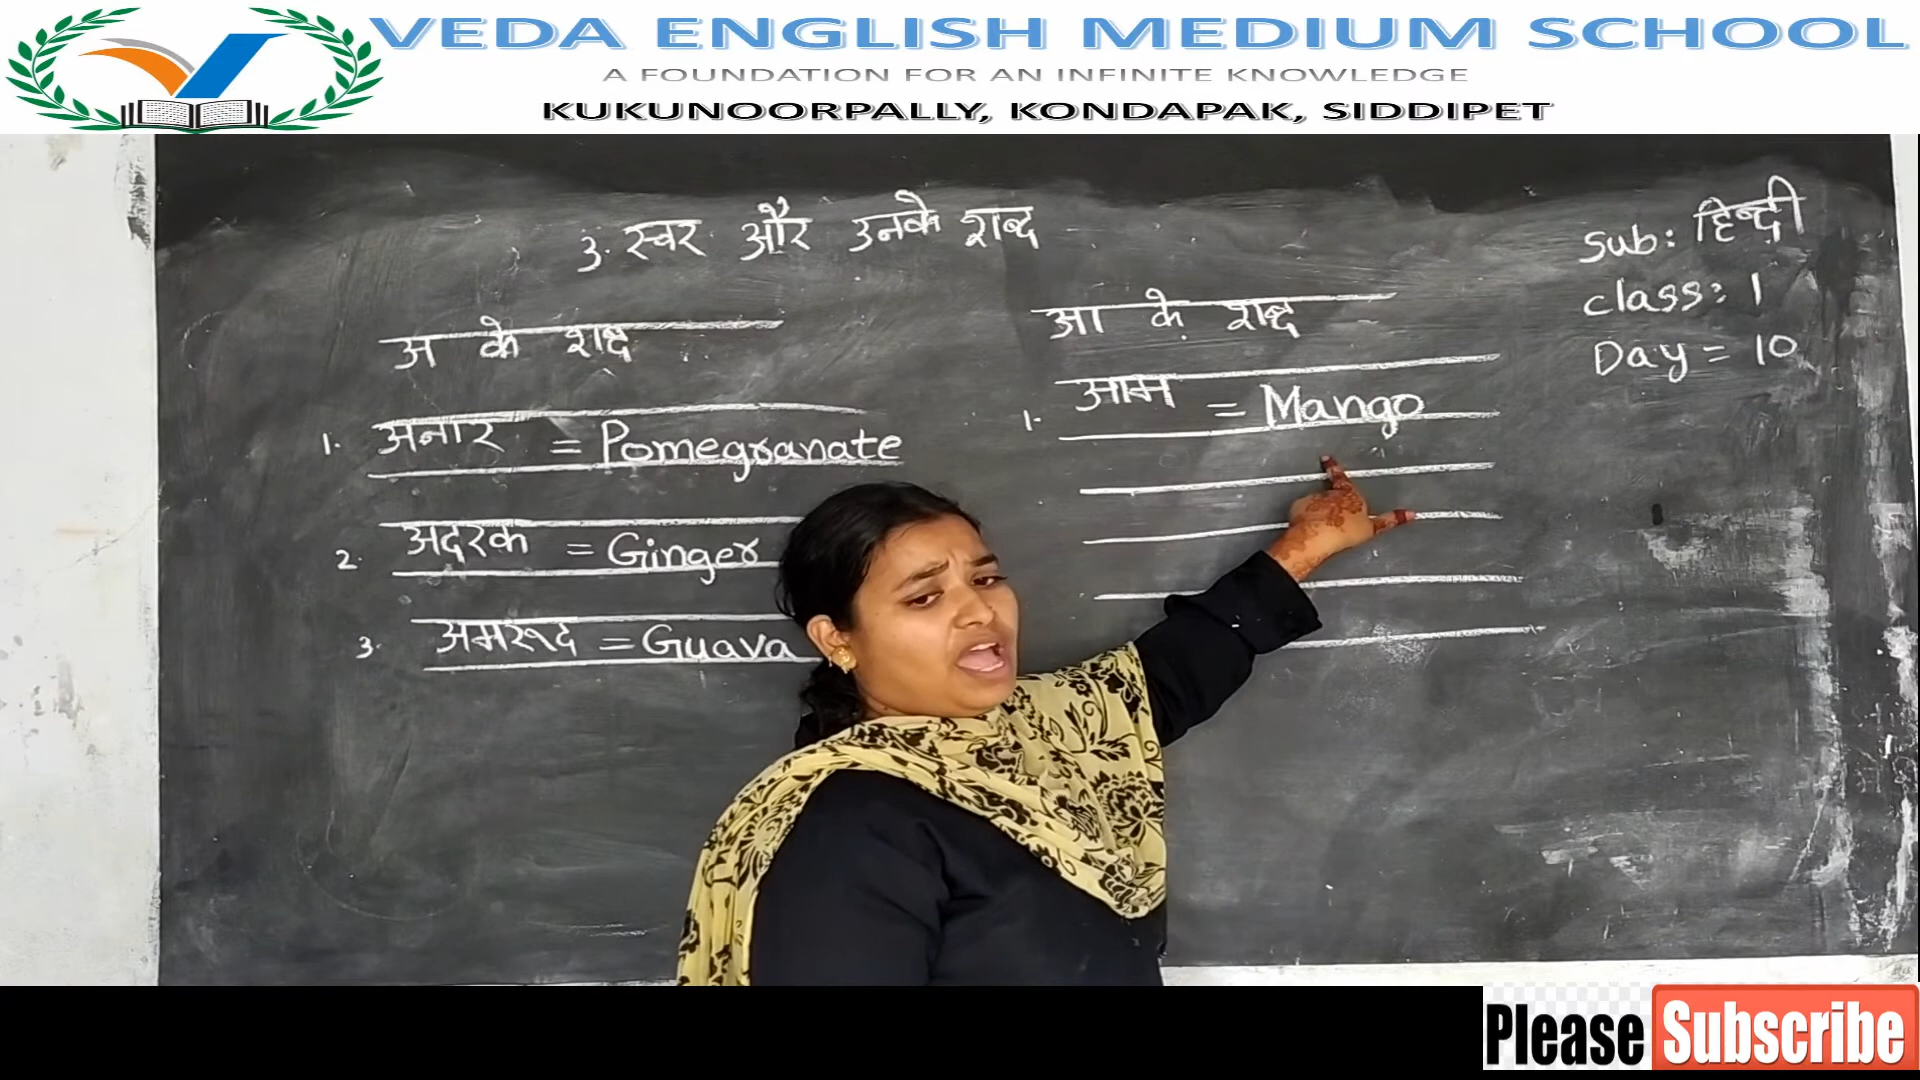 VEDA ENGLISH MEDIUM SCHOOL
A FOUNDATION FOR AN INFINITE KNOWLEDGE
KUKUNOORPALLY, KONDAPAK, SIDDIPET
3. स्वर और उनके शब्द
Sub: हिन्दी
class: 1
Day = 10
अ के शब्द
1. अनार = Pomegranate
2. अदरक = Ginger
3. अमरूद = Guava
आ के शब्द
1. आम = Mango
Please Subscribe